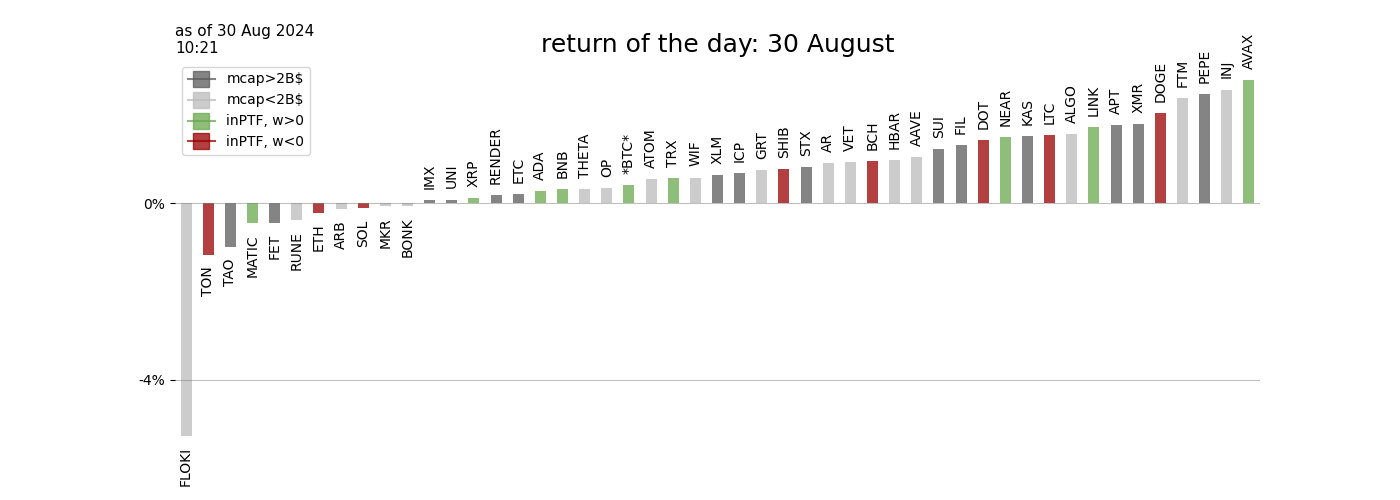 as of 30 Aug 2024
10:21
return of the day: 30 August
mcap>2B$
mcap<2B$
inPTF, w>0
inPTF, w<0
0%
-4%
FLOKI
TON
TAO
MATIC
FET
RUNE
ETH
ARB
SOL
MKR
BONK
IMX
UNI
XRP
RENDER
ETC
ADA
BNB
THETA
OP
*BTC*
ATOM
TRX
WIF
XLM
ICP
GRT
SHIB
STX
AR
VET
BCH
HBAR
AAVE
SUI
FIL
DOT
NEAR
KAS
LTC
ALGO
LINK
APT
XMR
DOGE
FTM
PEPE
INJ
AVAX